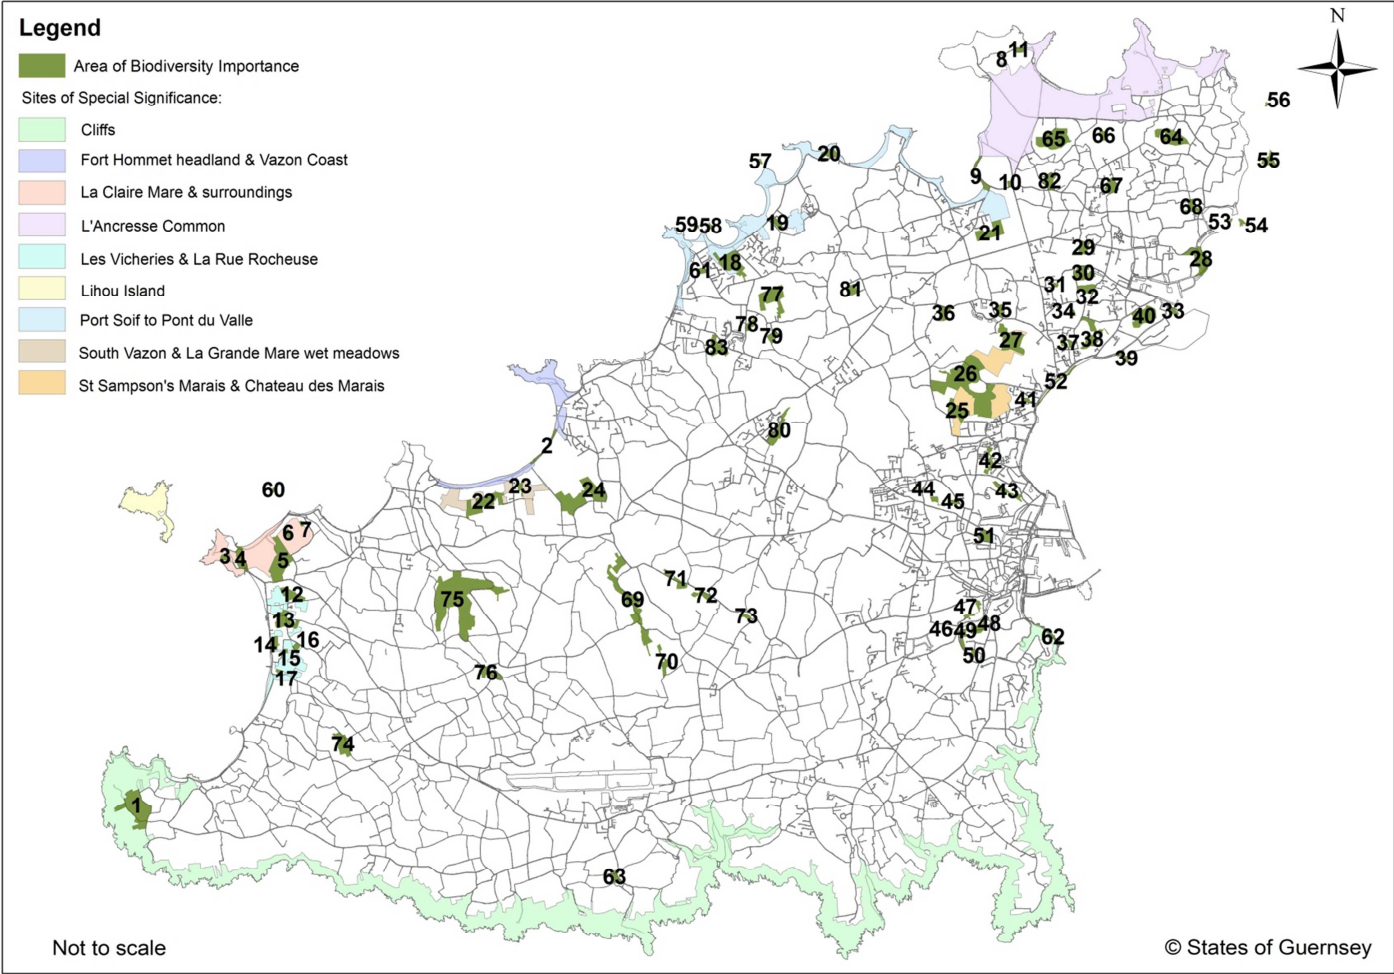 Legend
Area of Biodiversity Importance
Sites of Special Significance:
Cliffs
Fort Hommet headland & Vazon Coast
La Claire Mare & surroundings
L'Ancresse Common
Les Vicheries & La Rue Rocheuse
Lihou Island
Port Soif to Pont du Valle
South Vazon & La Grande Mare wet meadows
St Sampson's Marais & Chateau des Marais
N
8 11
56
65 66 64
57 20
55
9 10 82 67
68
59 58 19 53 54
21
29
61 18 28
30
77 81 31 32
36 35 34 40 33
78 79
83 27 37 38
39
26 52
25 41
2 80
42
60 22 23 24 44 45 43
6 7 51
3 4 5
12 75 69 71 72
13 73 47
14 16 46 49 48 62
15 50
17 76 70
74
1
63
Not to scale
© States of Guernsey